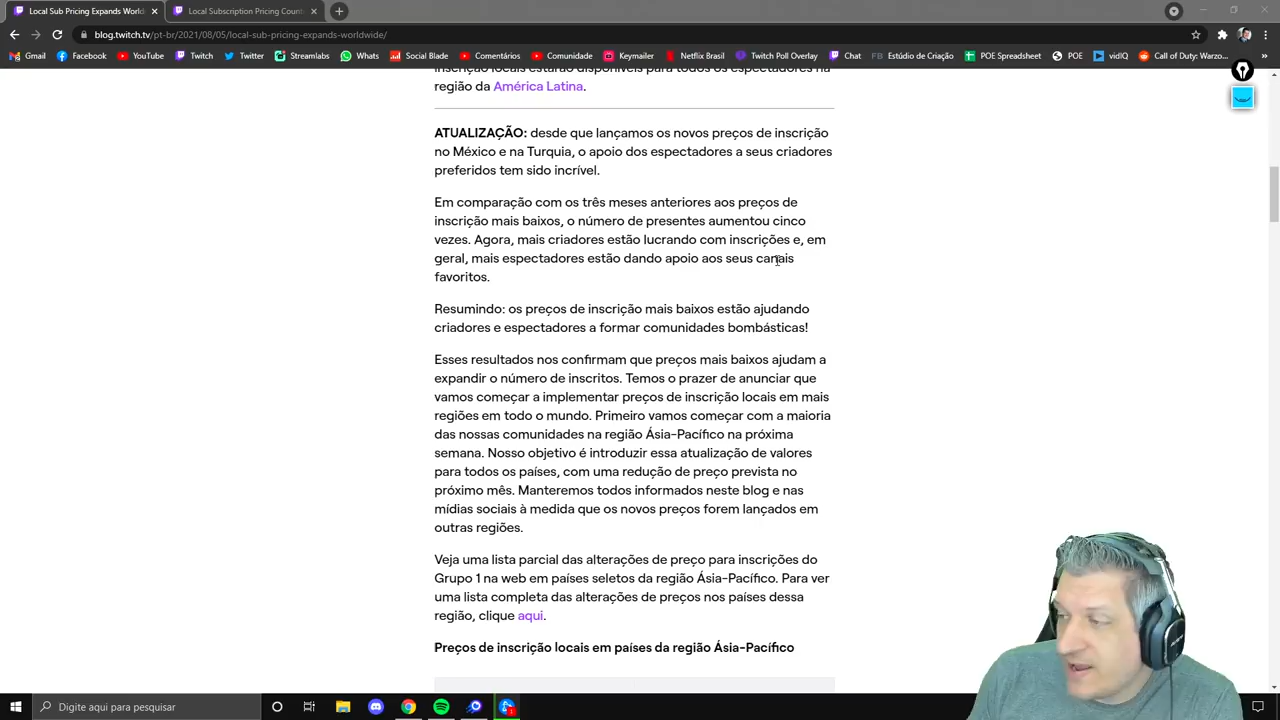 Local Sub Pricing Expands World
Local Subscription Pricing Count
blog.twitch.tv/pt-br/2021/08/05/local-sub-pricing-expands-worldwide/
Gmail Facebook YouTube Twitch Twitter Streamlabs Whats Social Blade Comentários Comunidade Keymailer Netflix Brasil Twitch Poll Overlay Chat Estúdio de Criação POE Spreadsheet POE vidIQ Call of Duty: Warzo...
inscrição locais estarão disponíveis para todos os espectadores na
região da América Latina.
ATUALIZAÇÃO: desde que lançamos os novos preços de inscrição
no México e na Turquia, o apoio dos espectadores a seus criadores
preferidos tem sido incrível.
Em comparação com os três meses anteriores aos preços de
inscrição mais baixos, o número de presentes aumentou cinco
vezes. Agora, mais criadores estão lucrando com inscrições e, em
geral, mais espectadores estão dando apoio aos seus canais
favoritos.
Resumindo: os preços de inscrição mais baixos estão ajudando
criadores e espectadores a formar comunidades bombásticas!
Esses resultados nos confirmam que preços mais baixos ajudam a
expandir o número de inscritos. Temos o prazer de anunciar que
vamos começar a implementar preços de inscrição locais em mais
regiões em todo o mundo. Primeiro vamos começar com a maioria
das nossas comunidades na região Ásia-Pacífico na próxima
semana. Nosso objetivo é introduzir essa atualização de valores
para todos os países, com uma redução de preço prevista no
próximo mês. Manteremos todos informados neste blog e nas
mídias sociais à medida que os novos preços forem lançados em
outras regiões.
Veja uma lista parcial das alterações de preço para inscrições do
Grupo 1 na web em países seletos da região Ásia-Pacífico. Para ver
uma lista completa das alterações de preços nos países dessa
região, clique aqui.
Preços de inscrição locais em países da região Ásia-Pacífico
Digite aqui para pesquisar